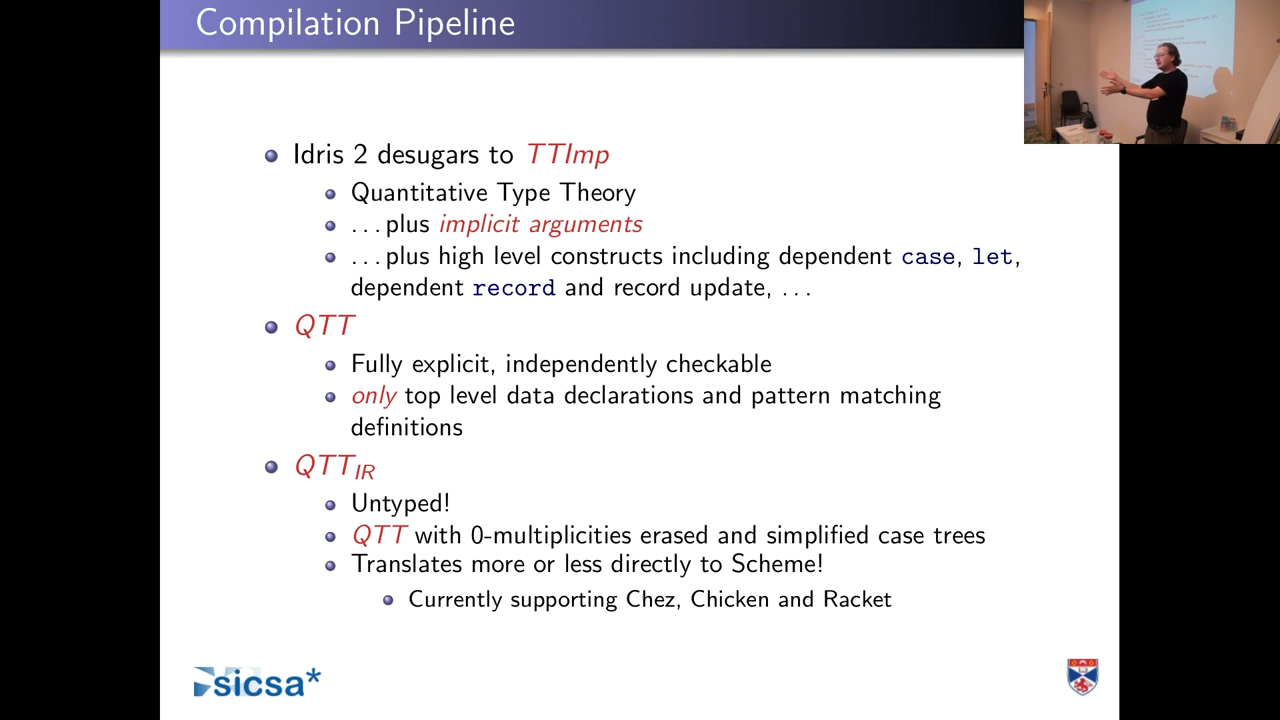 Compilation Pipeline
Idris 2 desugars to TTImp
Quantitative Type Theory
...plus implicit arguments
...plus high level constructs including dependent case, let,
dependent record and record update, ...
QTT
Fully explicit, independently checkable
only top level data declarations and pattern matching
definitions
QTT_IR
Untyped!
QTT with 0-multiplicities erased and simplified case trees
Translates more or less directly to Scheme!
Currently supporting Chez, Chicken and Racket
sicsa*